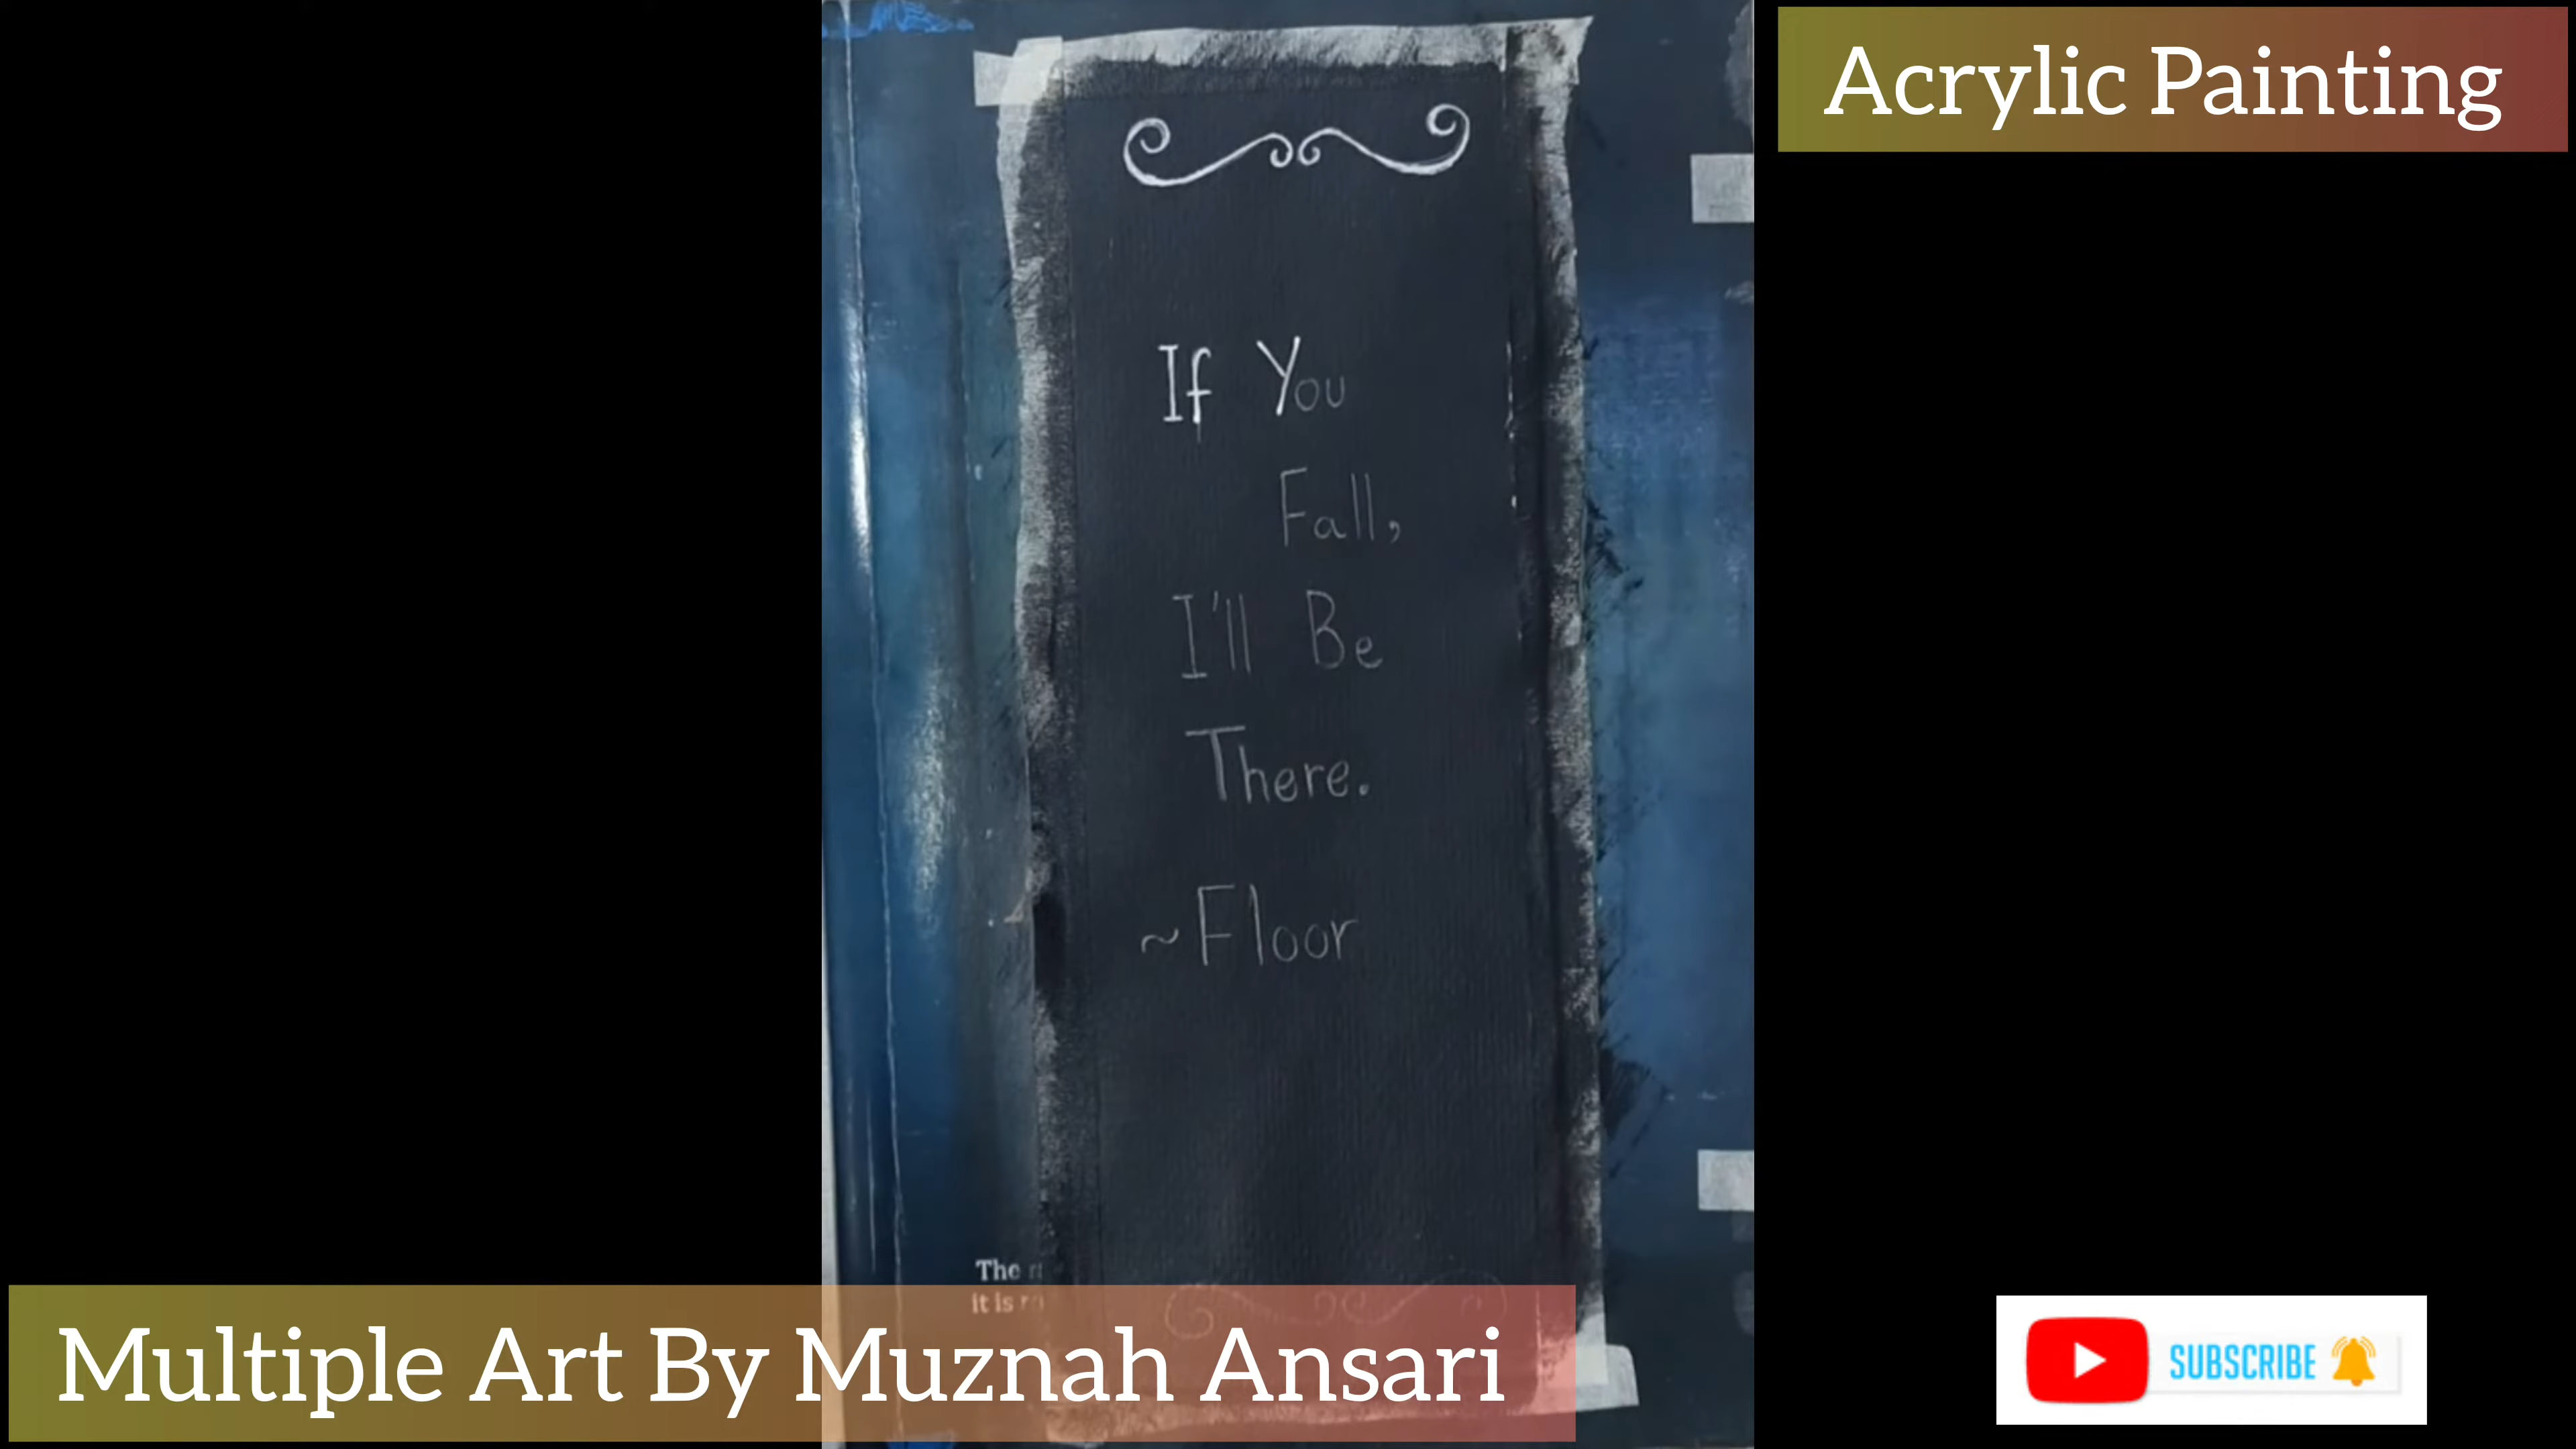 Acrylic Painting
If You
Fall,
I'll Be
There.
~Floor
The
it is
Multiple Art By Muznah Ansari
SUBSCRIBE